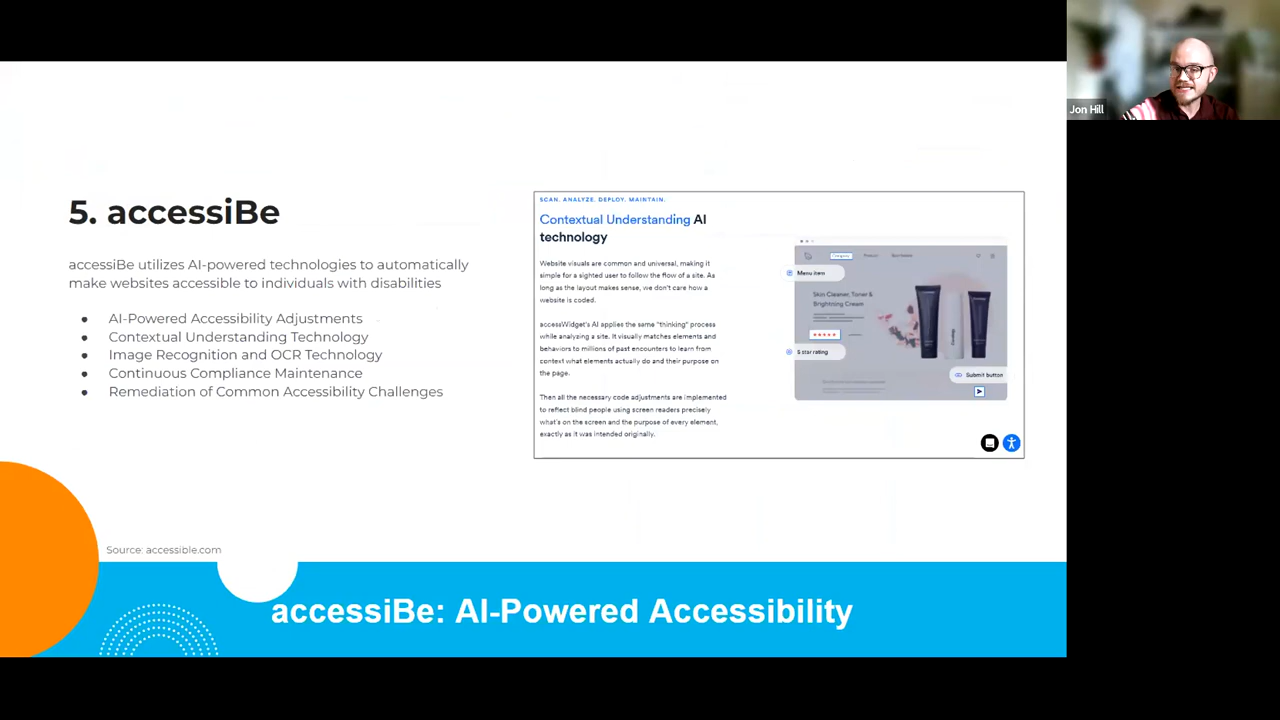 Jon Hill
5. accessiBe
accessiBe utilizes AI-powered technologies to automatically
make websites accessible to individuals with disabilities
● AI-Powered Accessibility Adjustments
● Contextual Understanding Technology
● Image Recognition and OCR Technology
● Continuous Compliance Maintenance
● Remediation of Common Accessibility Challenges
SCAN. ANALYZE. DEPLOY. MAINTAIN.
Contextual Understanding AI
technology
Website visuals are common and universal, making it
simple for a sighted user to follow the flow of a site. As
long as the layout makes sense, we don't care how a
website is coded.
accessWidget's AI applies the same "thinking" process
while analyzing a site. It visually matches elements and
behaviors to millions of past encounters to learn from
context what elements actually do and their purpose on
the page.
Then all the necessary code adjustments are implemented
to reflect blind people using screen readers precisely
what's on the screen and the purpose of every element,
exactly as it was intended originally.
Menu item
Skin Cleaner, Toner &
Brightning Cream
5 star rating
Submit button
Source: accessible.com
accessiBe: AI-Powered Accessibility